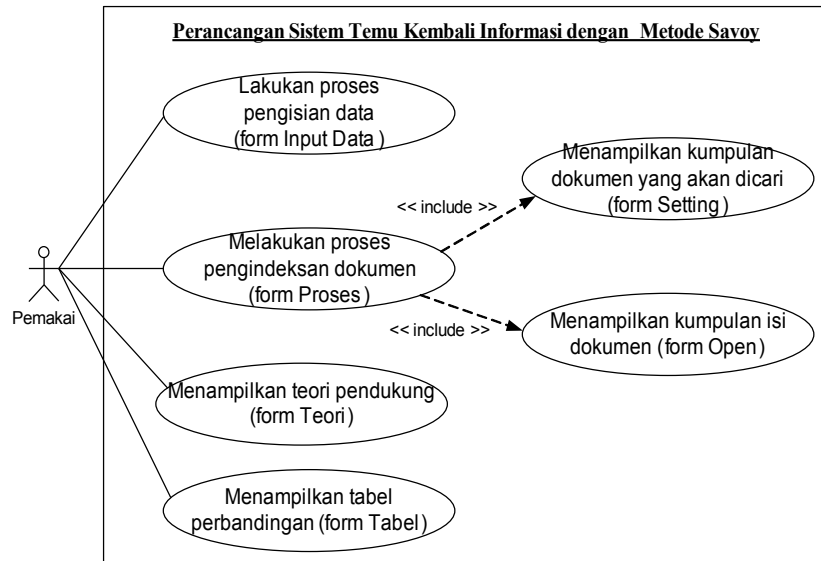 Perancangan Sistem Temu Kembali Informasi dengan Metode Savoy
Lakukan proses
pengisian data
(form Input Data)
Menampilkan kumpulan
dokumen yang akan dicari
(form Setting)
<< include >>
Melakukan proses
pengindeksan dokumen
(form Proses)
Pemakai
<< include >>
Menampilkan kumpulan isi
dokumen (form Open)
Menampilkan teori pendukung
(form Teori)
Menampilkan tabel
perbandingan (form Tabel)